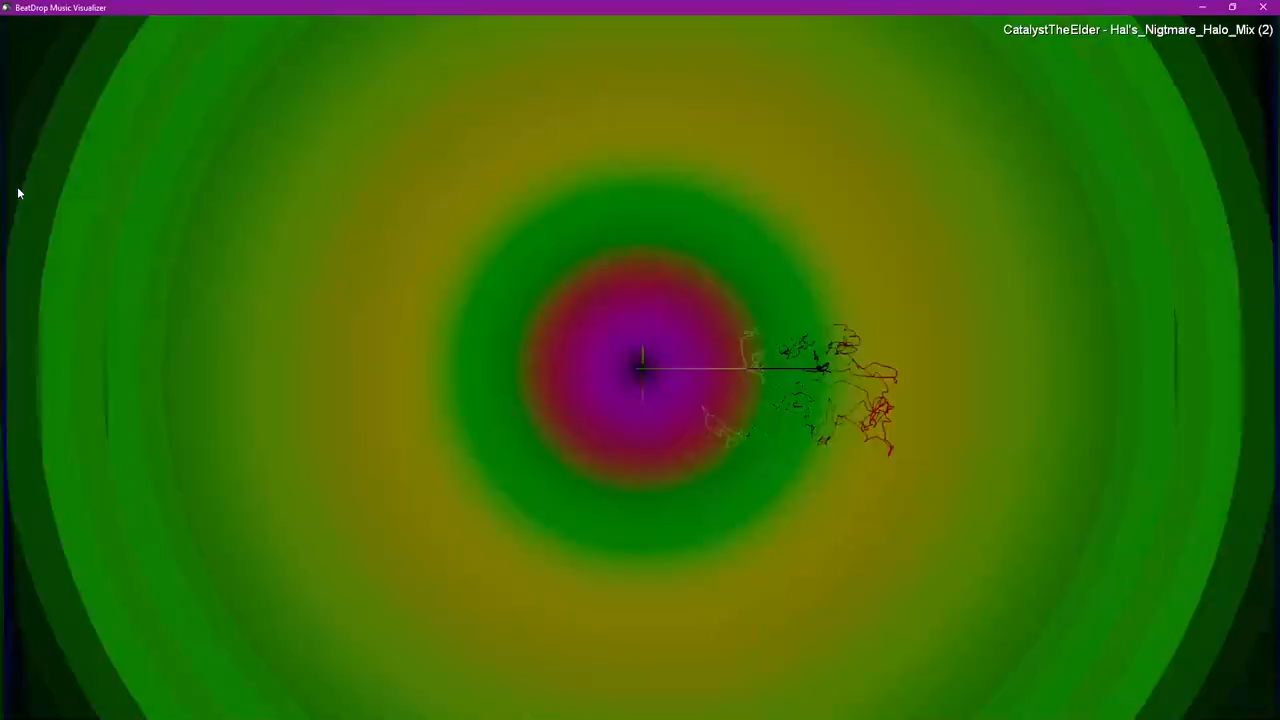 BeatDrop Music Visualizer
CatalystTheElder - Hal's_Nigtmare_Halo_Mix (2)